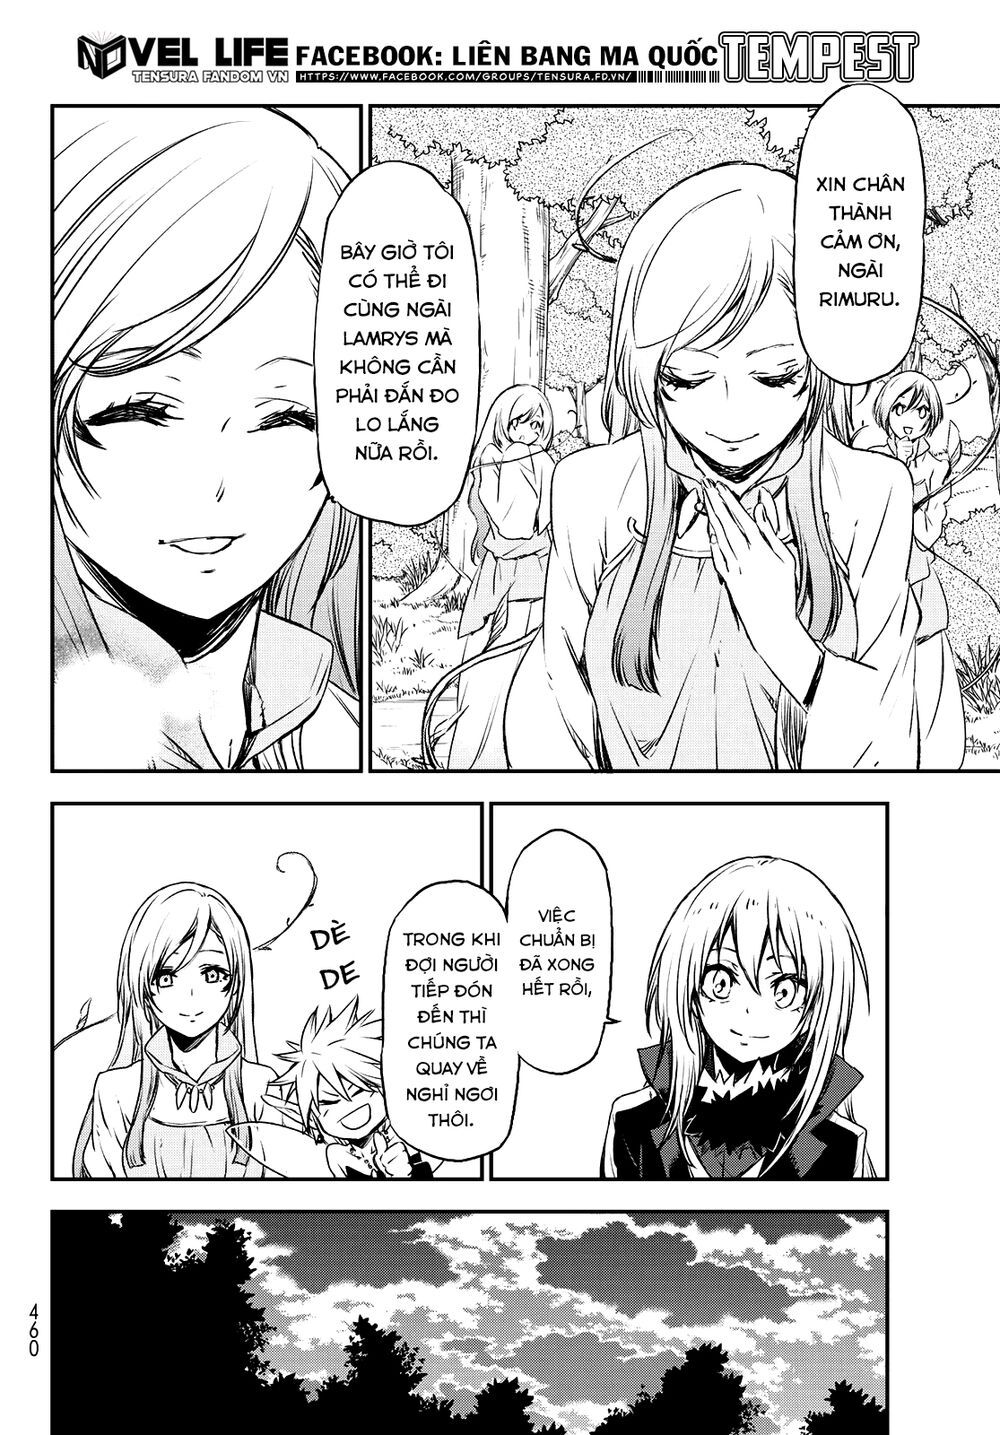 NOVEL LIFE
TENSURA FANDOM VN
FACEBOOK: LIÊN BANG MA QUỐC
HTTPS://WWW.FACEBOOK.COM/GROUPS/TENSURA.FD.VN/
TEMPEST
XIN CHÂN
THÀNH
CẢM ƠN,
NGÀI
RIMURU.
BÂY GIỜ TÔI
CÓ THỂ ĐI
CÙNG NGÀI
LAMRYS MÀ
KHÔNG CẦN
PHẢI ĐẮN ĐO
LO LẮNG
NỮA RỒI.
VIỆC
CHUẨN BỊ
ĐÃ XONG
HẾT RỒI,
TRONG KHI
ĐỢI NGƯỜI
TIẾP ĐÓN
ĐẾN THÌ
CHÚNG TA
QUAY VỀ
NGHỈ NGƠI
THÔI.
DÈ
DE
460